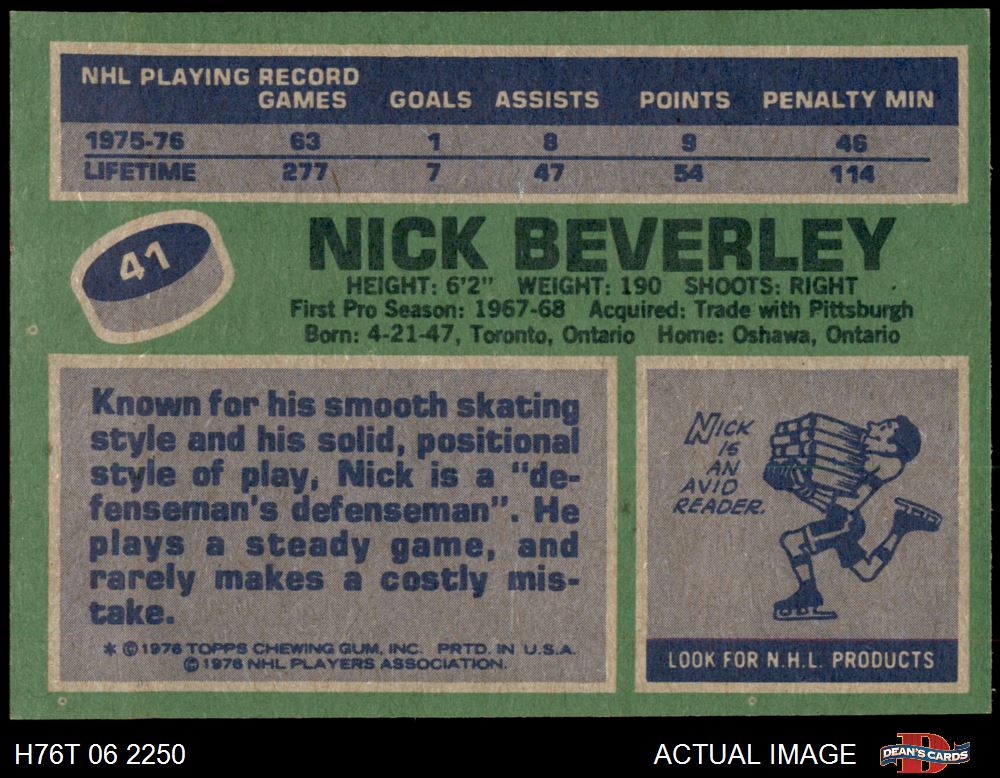 NHL PLAYING RECORD
GAMES GOALS ASSISTS POINTS PENALTY MIN
1975-76 63 1 8 9 46
LIFETIME 277 7 47 54 114
41
NICK BEVERLEY
HEIGHT: 6'2" WEIGHT: 190 SHOOTS: RIGHT
First Pro Season: 1967-68 Acquired: Trade with Pittsburgh
Born: 4-21-47, Toronto, Ontario Home: Oshawa, Ontario
Known for his smooth skating
style and his solid, positional
style of play, Nick is a "de-
fenseman's defenseman". He
plays a steady game, and
rarely makes a costly mis-
take.
* © 1976 TOPPS CHEWING GUM, INC. PRTD. IN U.S.A.
© 1976 NHL PLAYERS ASSOCIATION.
NICK
IS
AN
AVID
READER.
LOOK FOR N.H.L. PRODUCTS
H76T 06 2250
ACTUAL IMAGE
D
DEAN'S CARDS